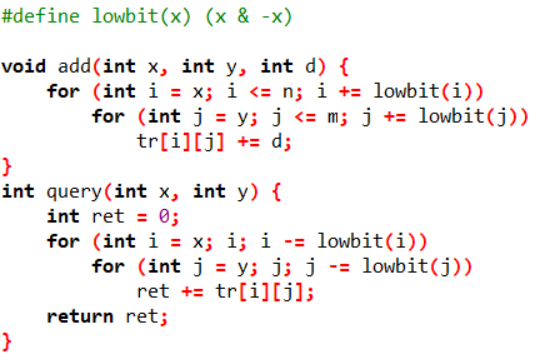 #define lowbit(x) (x & -x)
void add(int x, int y, int d) {
    for (int i = x; i <= n; i += lowbit(i))
        for (int j = y; j <= m; j += lowbit(j))
            tr[i][j] += d;
}
int query(int x, int y) {
    int ret = 0;
    for (int i = x; i; i -= lowbit(i))
        for (int j = y; j; j -= lowbit(j))
            ret += tr[i][j];
    return ret;
}